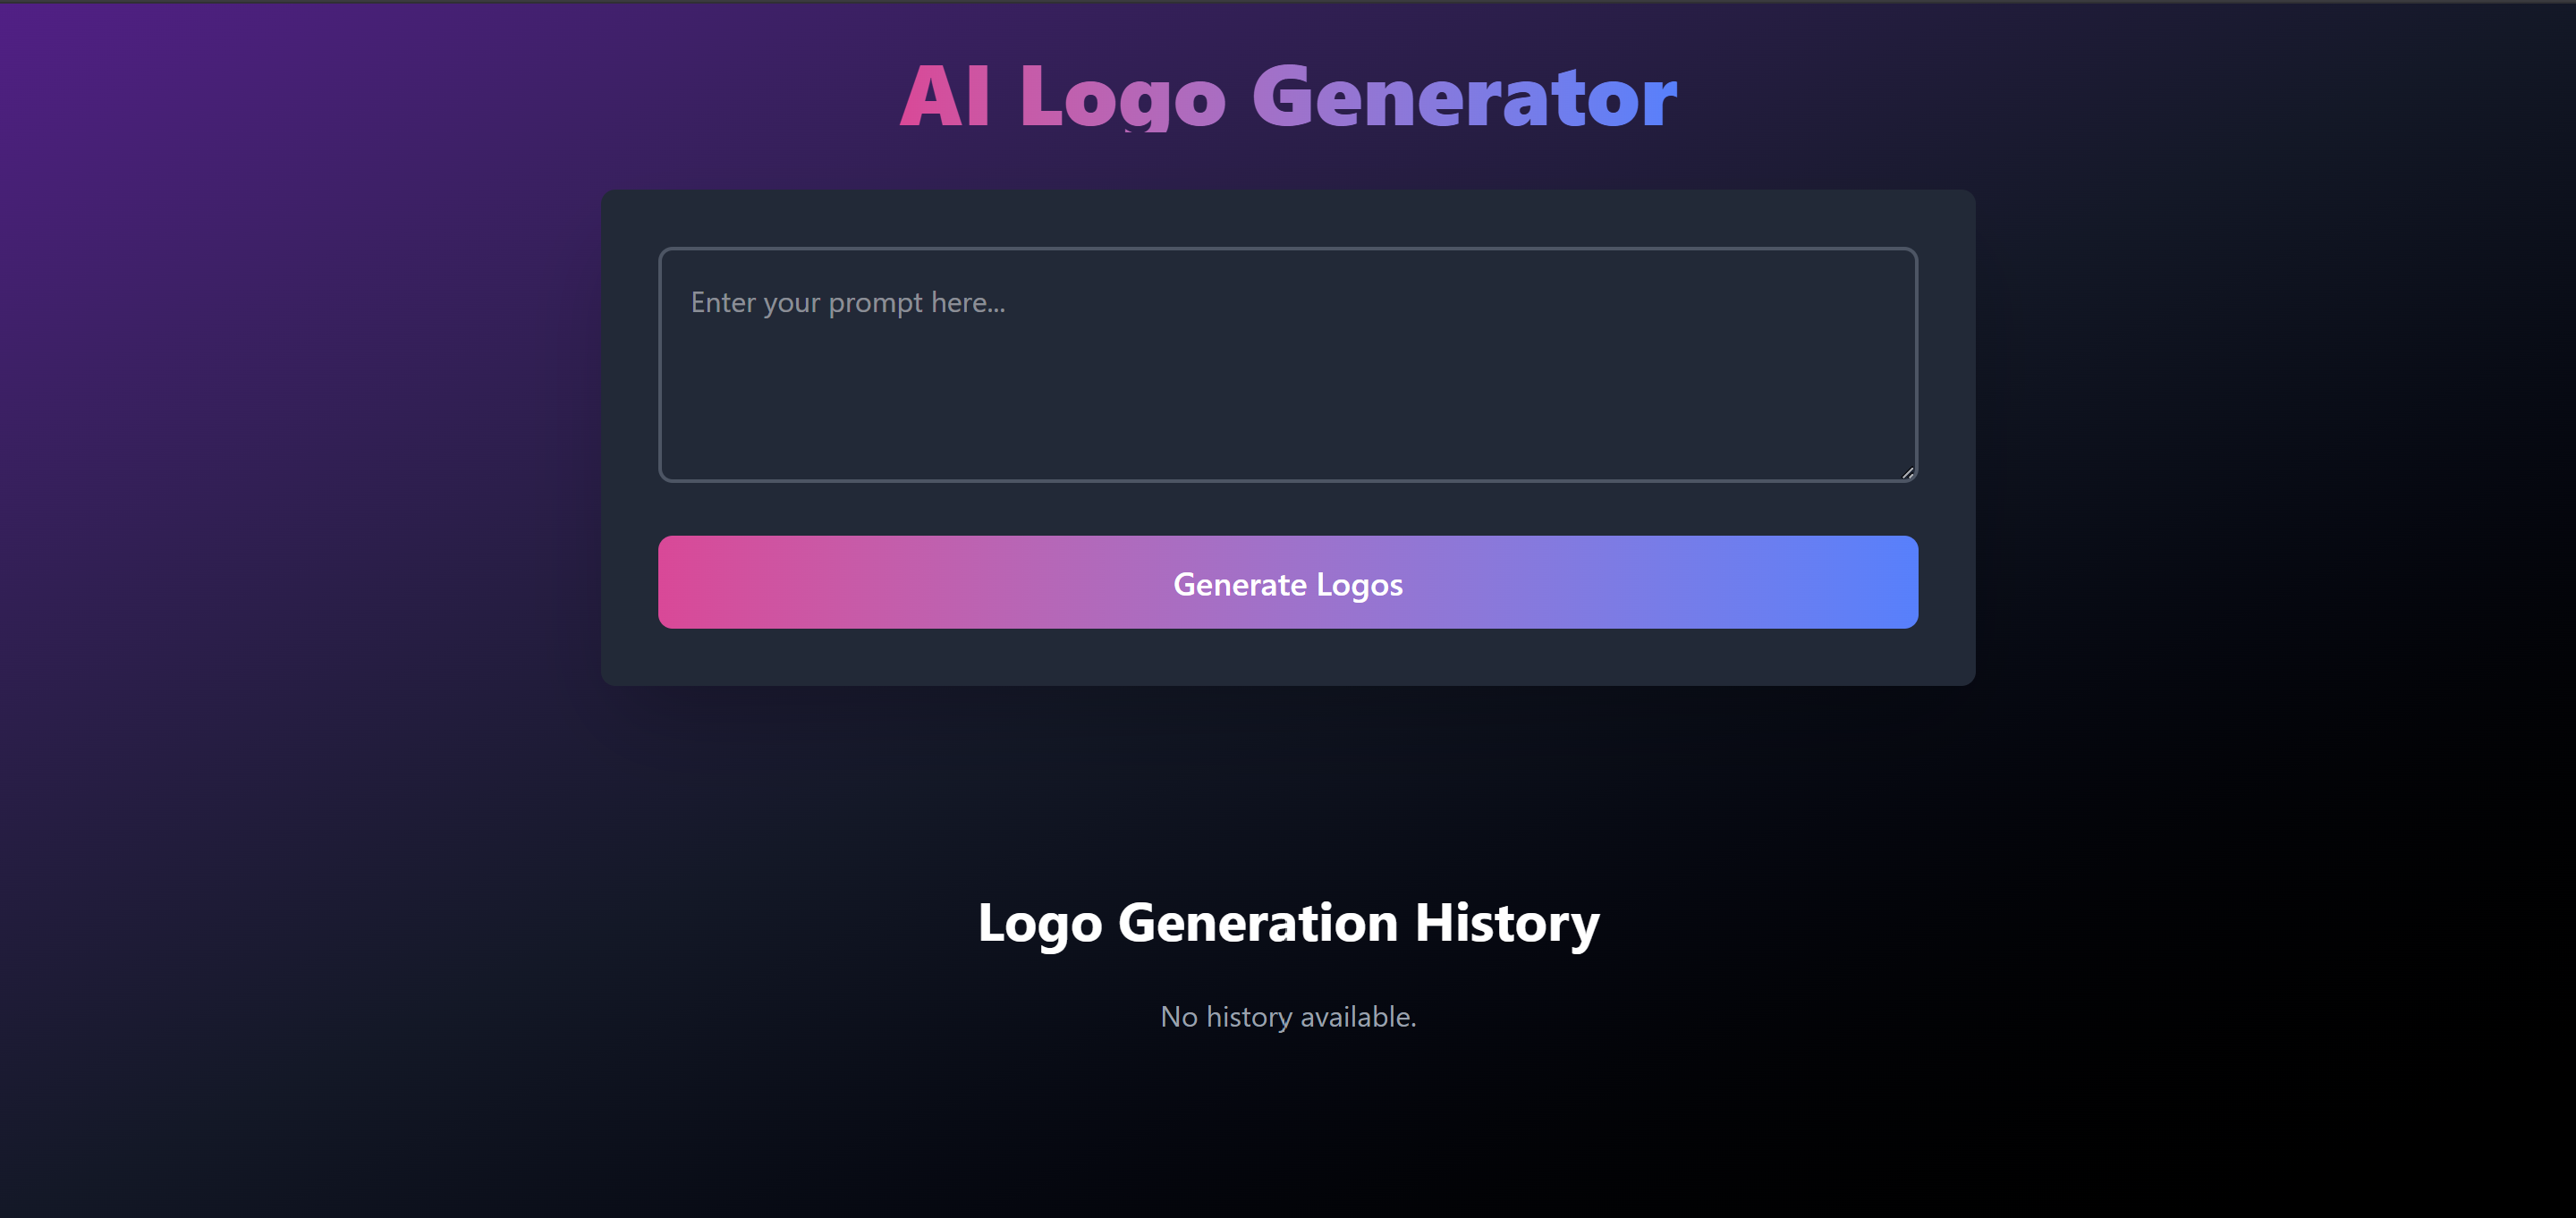 AI Logo Generator
Enter your prompt here...
Generate Logos
Logo Generation History
No history available.